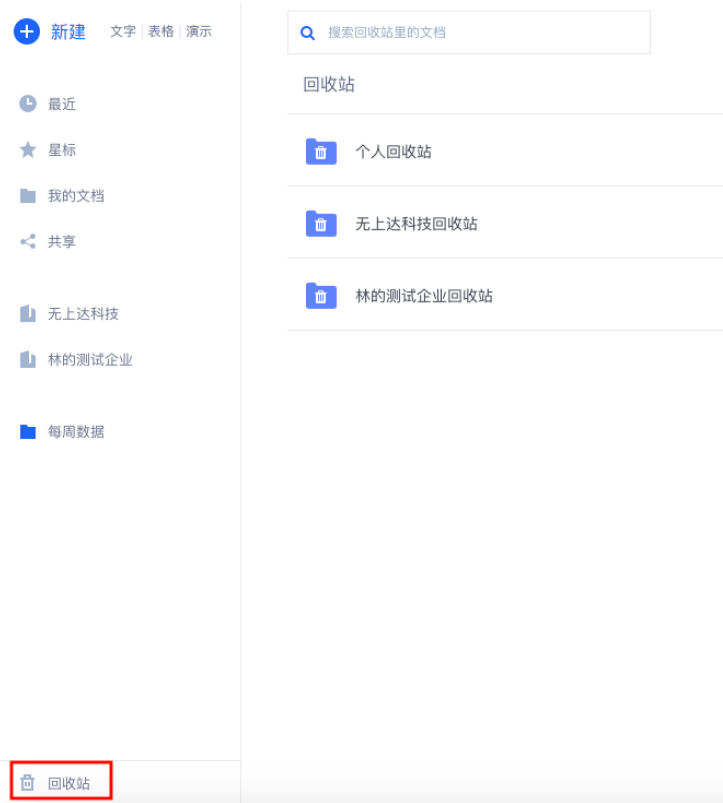 新建 文字 表格 演示
最近
星标
我的文档
共享
无上达科技
林的测试企业
每周数据
回收站
搜索回收站里的文档
回收站
个人回收站
无上达科技回收站
林的测试企业回收站